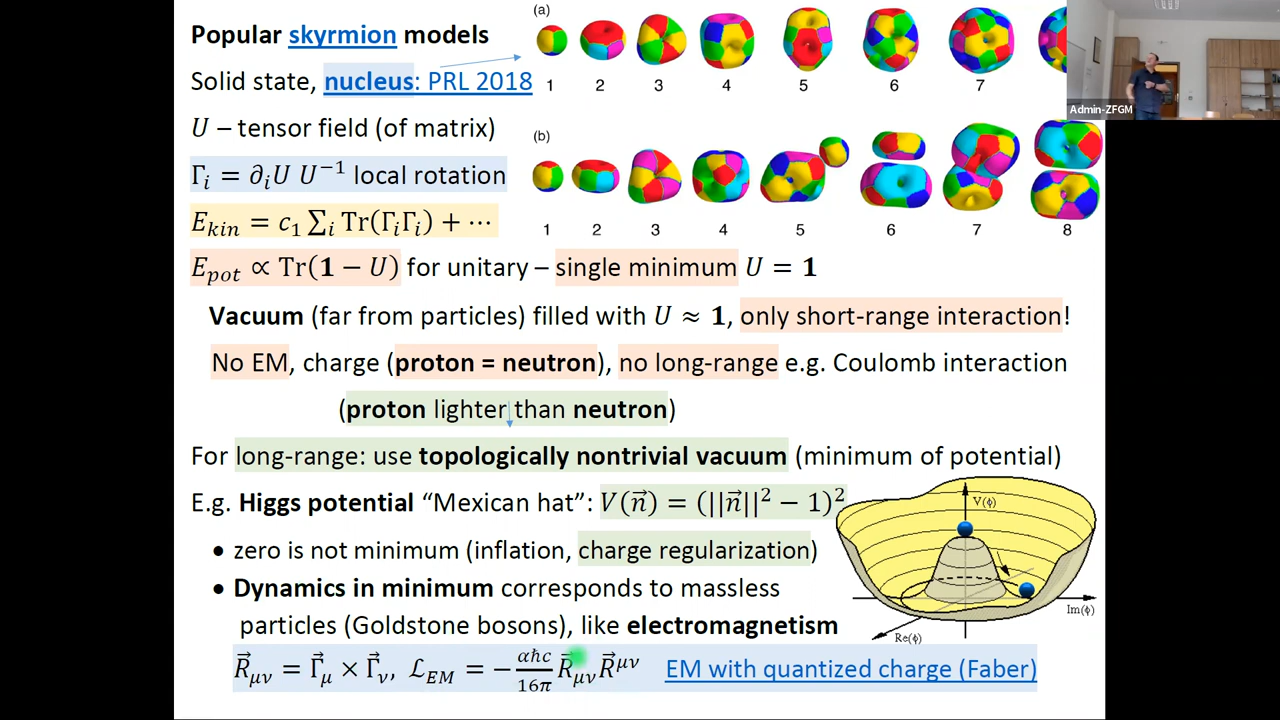 Popular skyrmion models
(a)
Solid state, nucleus: PRL 2018
1 2 3 4 5 6 7 8
Admin-ZFGM
U – tensor field (of matrix)
(b)
Γᵢ = ∂ᵢU U⁻¹ local rotation
E_kin = c₁ ∑ᵢ Tr(ΓᵢΓᵢ) + ⋯
1 2 3 4 5 6 7 8
E_pot ∝ Tr(1 − U) for unitary – single minimum U = 1
Vacuum (far from particles) filled with U ≈ 1, only short-range interaction!
No EM, charge (proton = neutron), no long-range e.g. Coulomb interaction
(proton lighter than neutron)
For long-range: use topologically nontrivial vacuum (minimum of potential)
E.g. Higgs potential “Mexican hat”: V(n⃗) = (||n⃗||² − 1)²
V(ϕ)
• zero is not minimum (inflation, charge regularization)
• Dynamics in minimum corresponds to massless
particles (Goldstone bosons), like electromagnetism
Im(ϕ)
Re(ϕ)
R⃗_μν = Γ⃗_μ × Γ⃗_ν, ℒ_EM = −αℏc/16π R⃗_μν R⃗^μν EM with quantized charge (Faber)